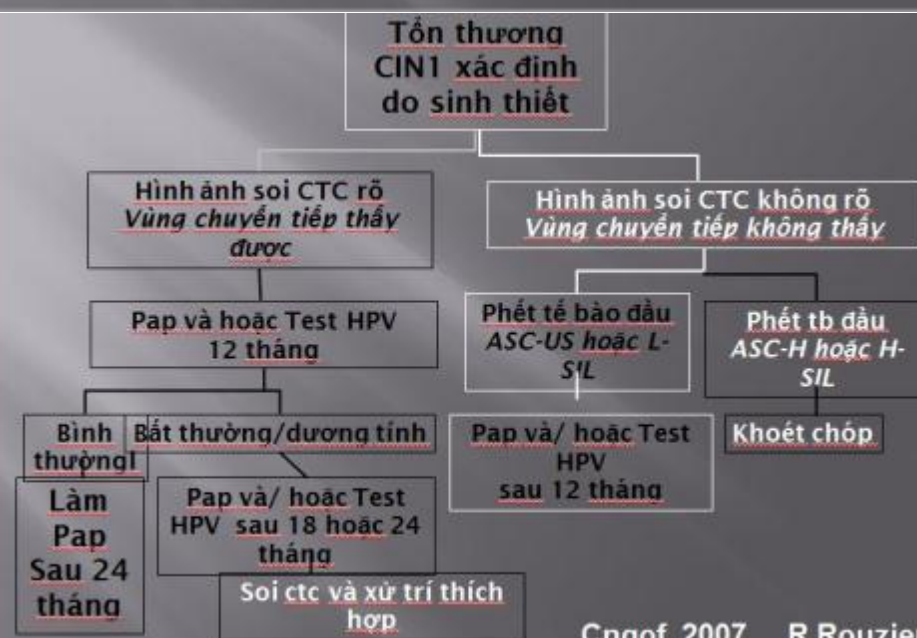 Tổn thương
CIN1 xác định
do sinh thiết
Hình ảnh soi CTC rõ
Vùng chuyển tiếp thấy
được
Hình ảnh soi CTC không rõ
Vùng chuyển tiếp không thấy
Pap và hoặc Test HPV
12 tháng
Phết tế bào đầu
ASC-US hoặc L-
SIL
Phết tb đầu
ASC-H hoặc H-
SIL
Bình
thườngl
Bất thường/dương tính
Pap và/ hoặc Test
HPV
sau 12 tháng
Khoét chóp
Làm
Pap
Sau 24
tháng
Pap và/ hoặc Test
HPV sau 18 hoặc 24
tháng
Soi ctc và xử trí thích
hợp
Cngof 2007 R.Rouzie